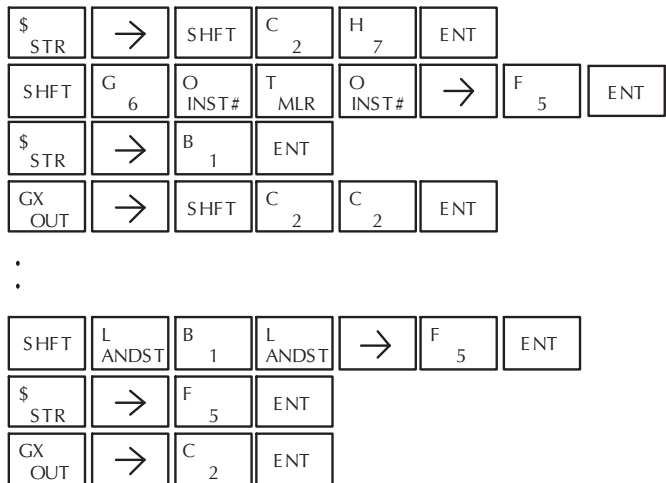 $ STR → SHFT C 2 H 7 ENT
SHFT G 6 O INST# T MLR O INST# → F 5 ENT
$ STR → B 1 ENT
GX OUT → SHFT C 2 C 2 ENT
:
SHFT L ANDST B 1 L ANDST → F 5 ENT
$ STR → F 5 ENT
GX OUT → C 2 ENT